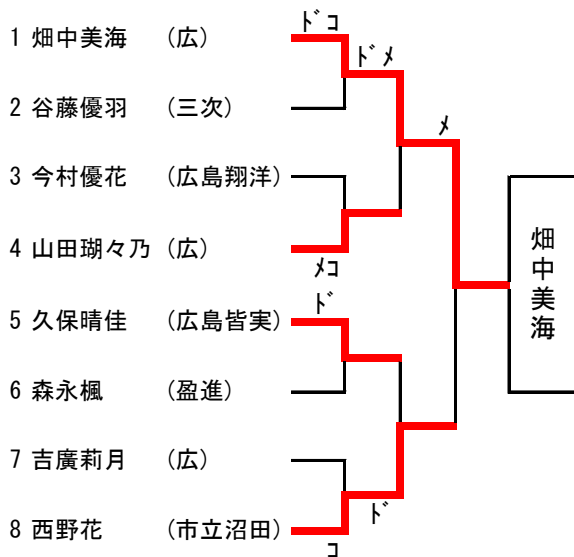 ﾄﾞｺ
1 畑中美海 (広)
ﾄﾞﾒ
2 谷藤優羽 (三次)
ﾒ
3 今村優花 (広島翔洋)
4 山田瑚々乃 (広)
ﾒｺ
畑中美海
ﾄﾞ
5 久保晴佳 (広島皆実)
6 森永楓 (盈進)
7 吉廣莉月 (広)
ﾄﾞ
8 西野花 (市立沼田)
ｺ